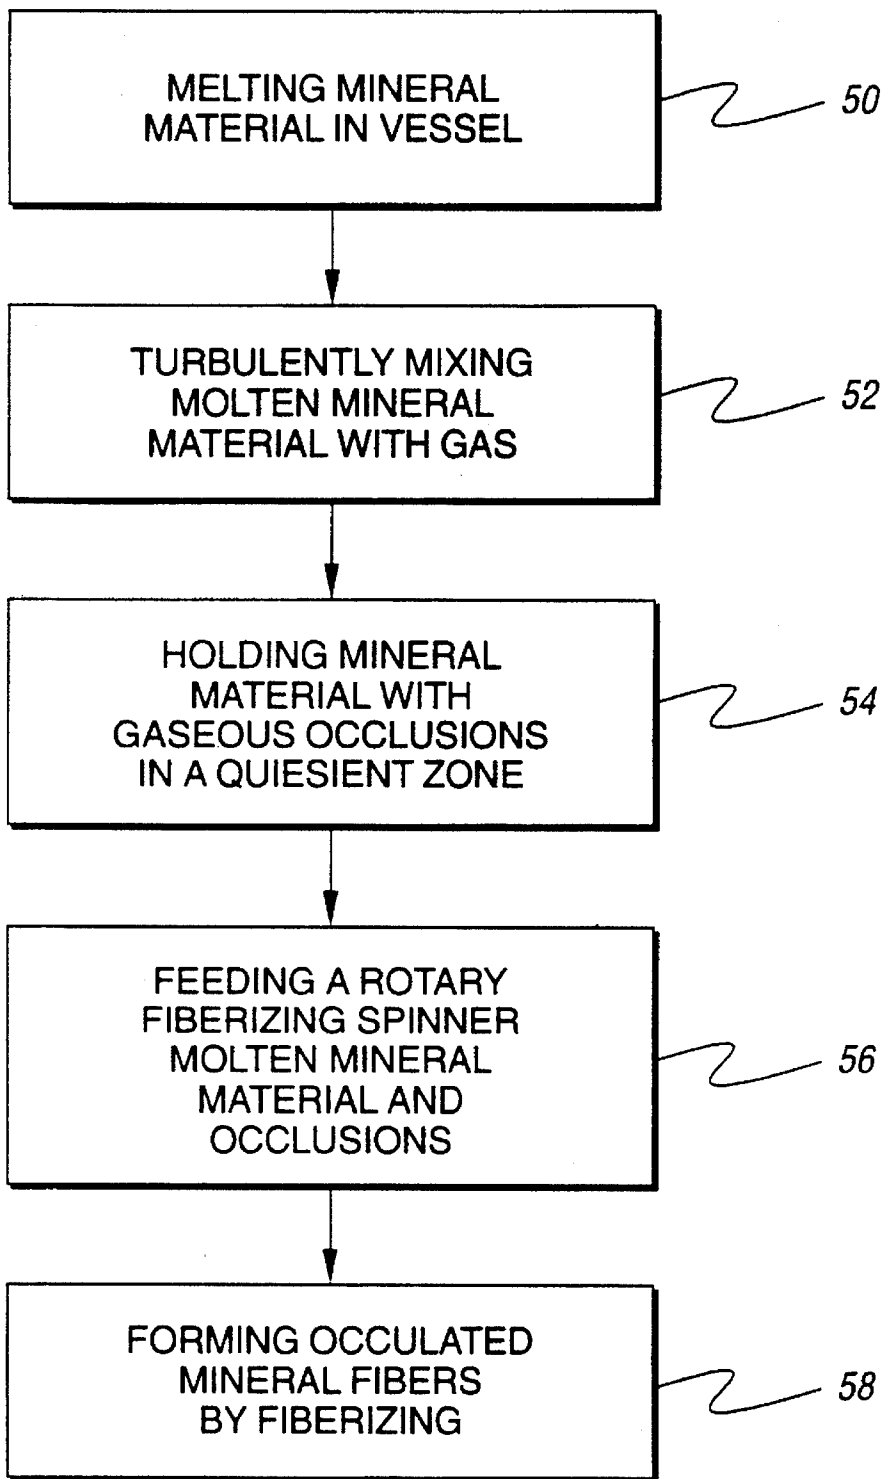 MELTING MINERAL
MATERIAL IN VESSEL
50
TURBULENTLY MIXING
MOLTEN MINERAL
MATERIAL WITH GAS
52
HOLDING MINERAL
MATERIAL WITH
GASEOUS OCCLUSIONS
IN A QUIESIENT ZONE
54
FEEDING A ROTARY
FIBERIZING SPINNER
MOLTEN MINERAL
MATERIAL AND
OCCLUSIONS
56
FORMING OCCULATED
MINERAL FIBERS
BY FIBERIZING
58